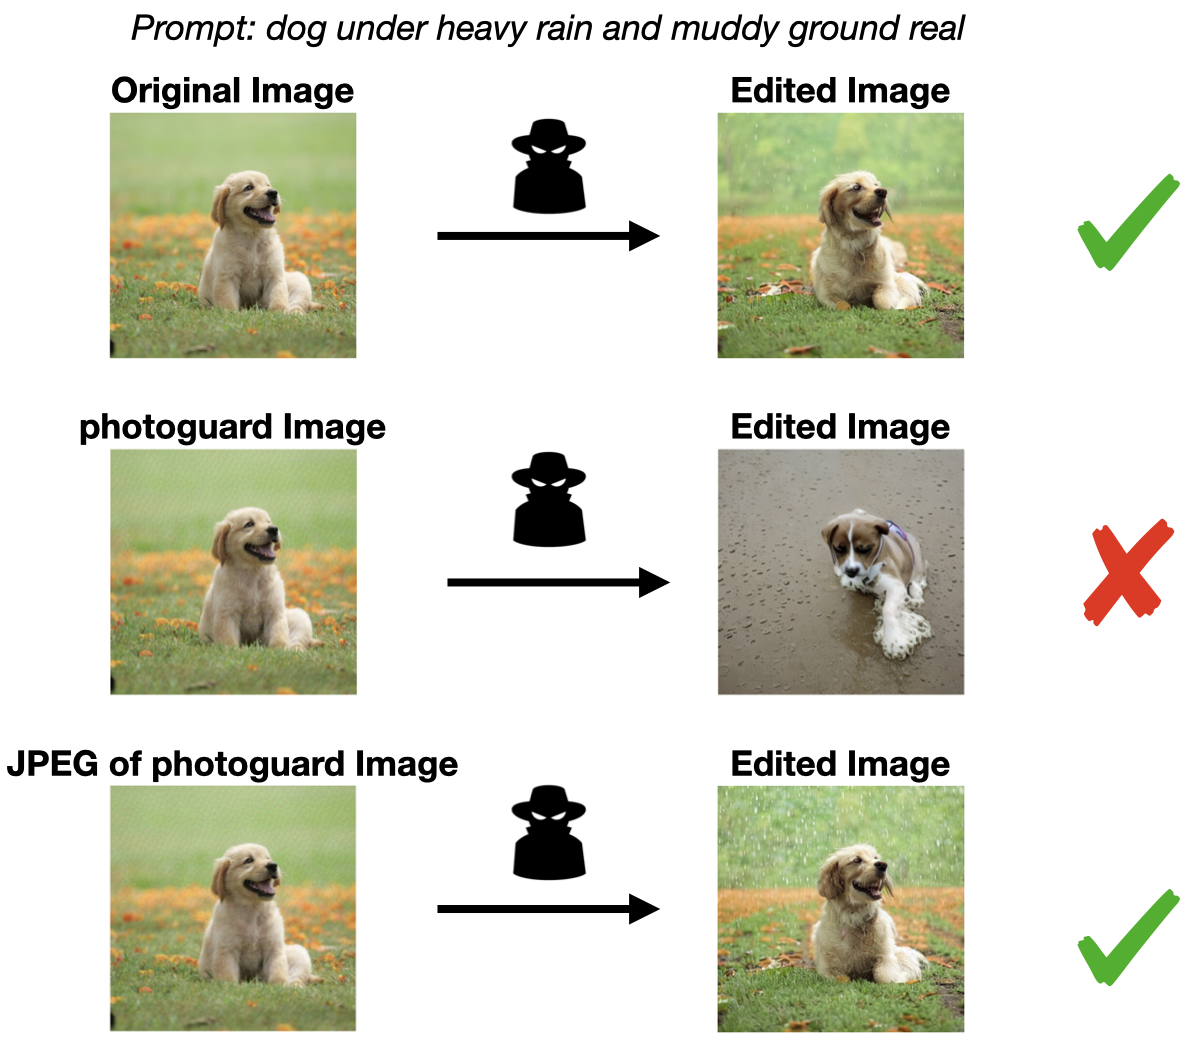 Prompt: dog under heavy rain and muddy ground real
Original Image
Edited Image
photoguard Image
Edited Image
JPEG of photoguard Image
Edited Image